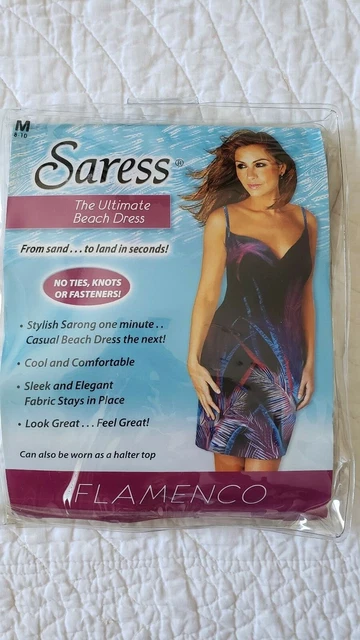 M
8-10
Saress®
The Ultimate
Beach Dress
From sand...to land in seconds!
NO TIES, KNOTS
OR FASTENERS!
• Stylish Sarong one minute..
Casual Beach Dress the next!
• Cool and Comfortable
• Sleek and Elegant
Fabric Stays in Place
• Look Great...Feel Great!
Can also be worn as a halter top
FLAMENCO